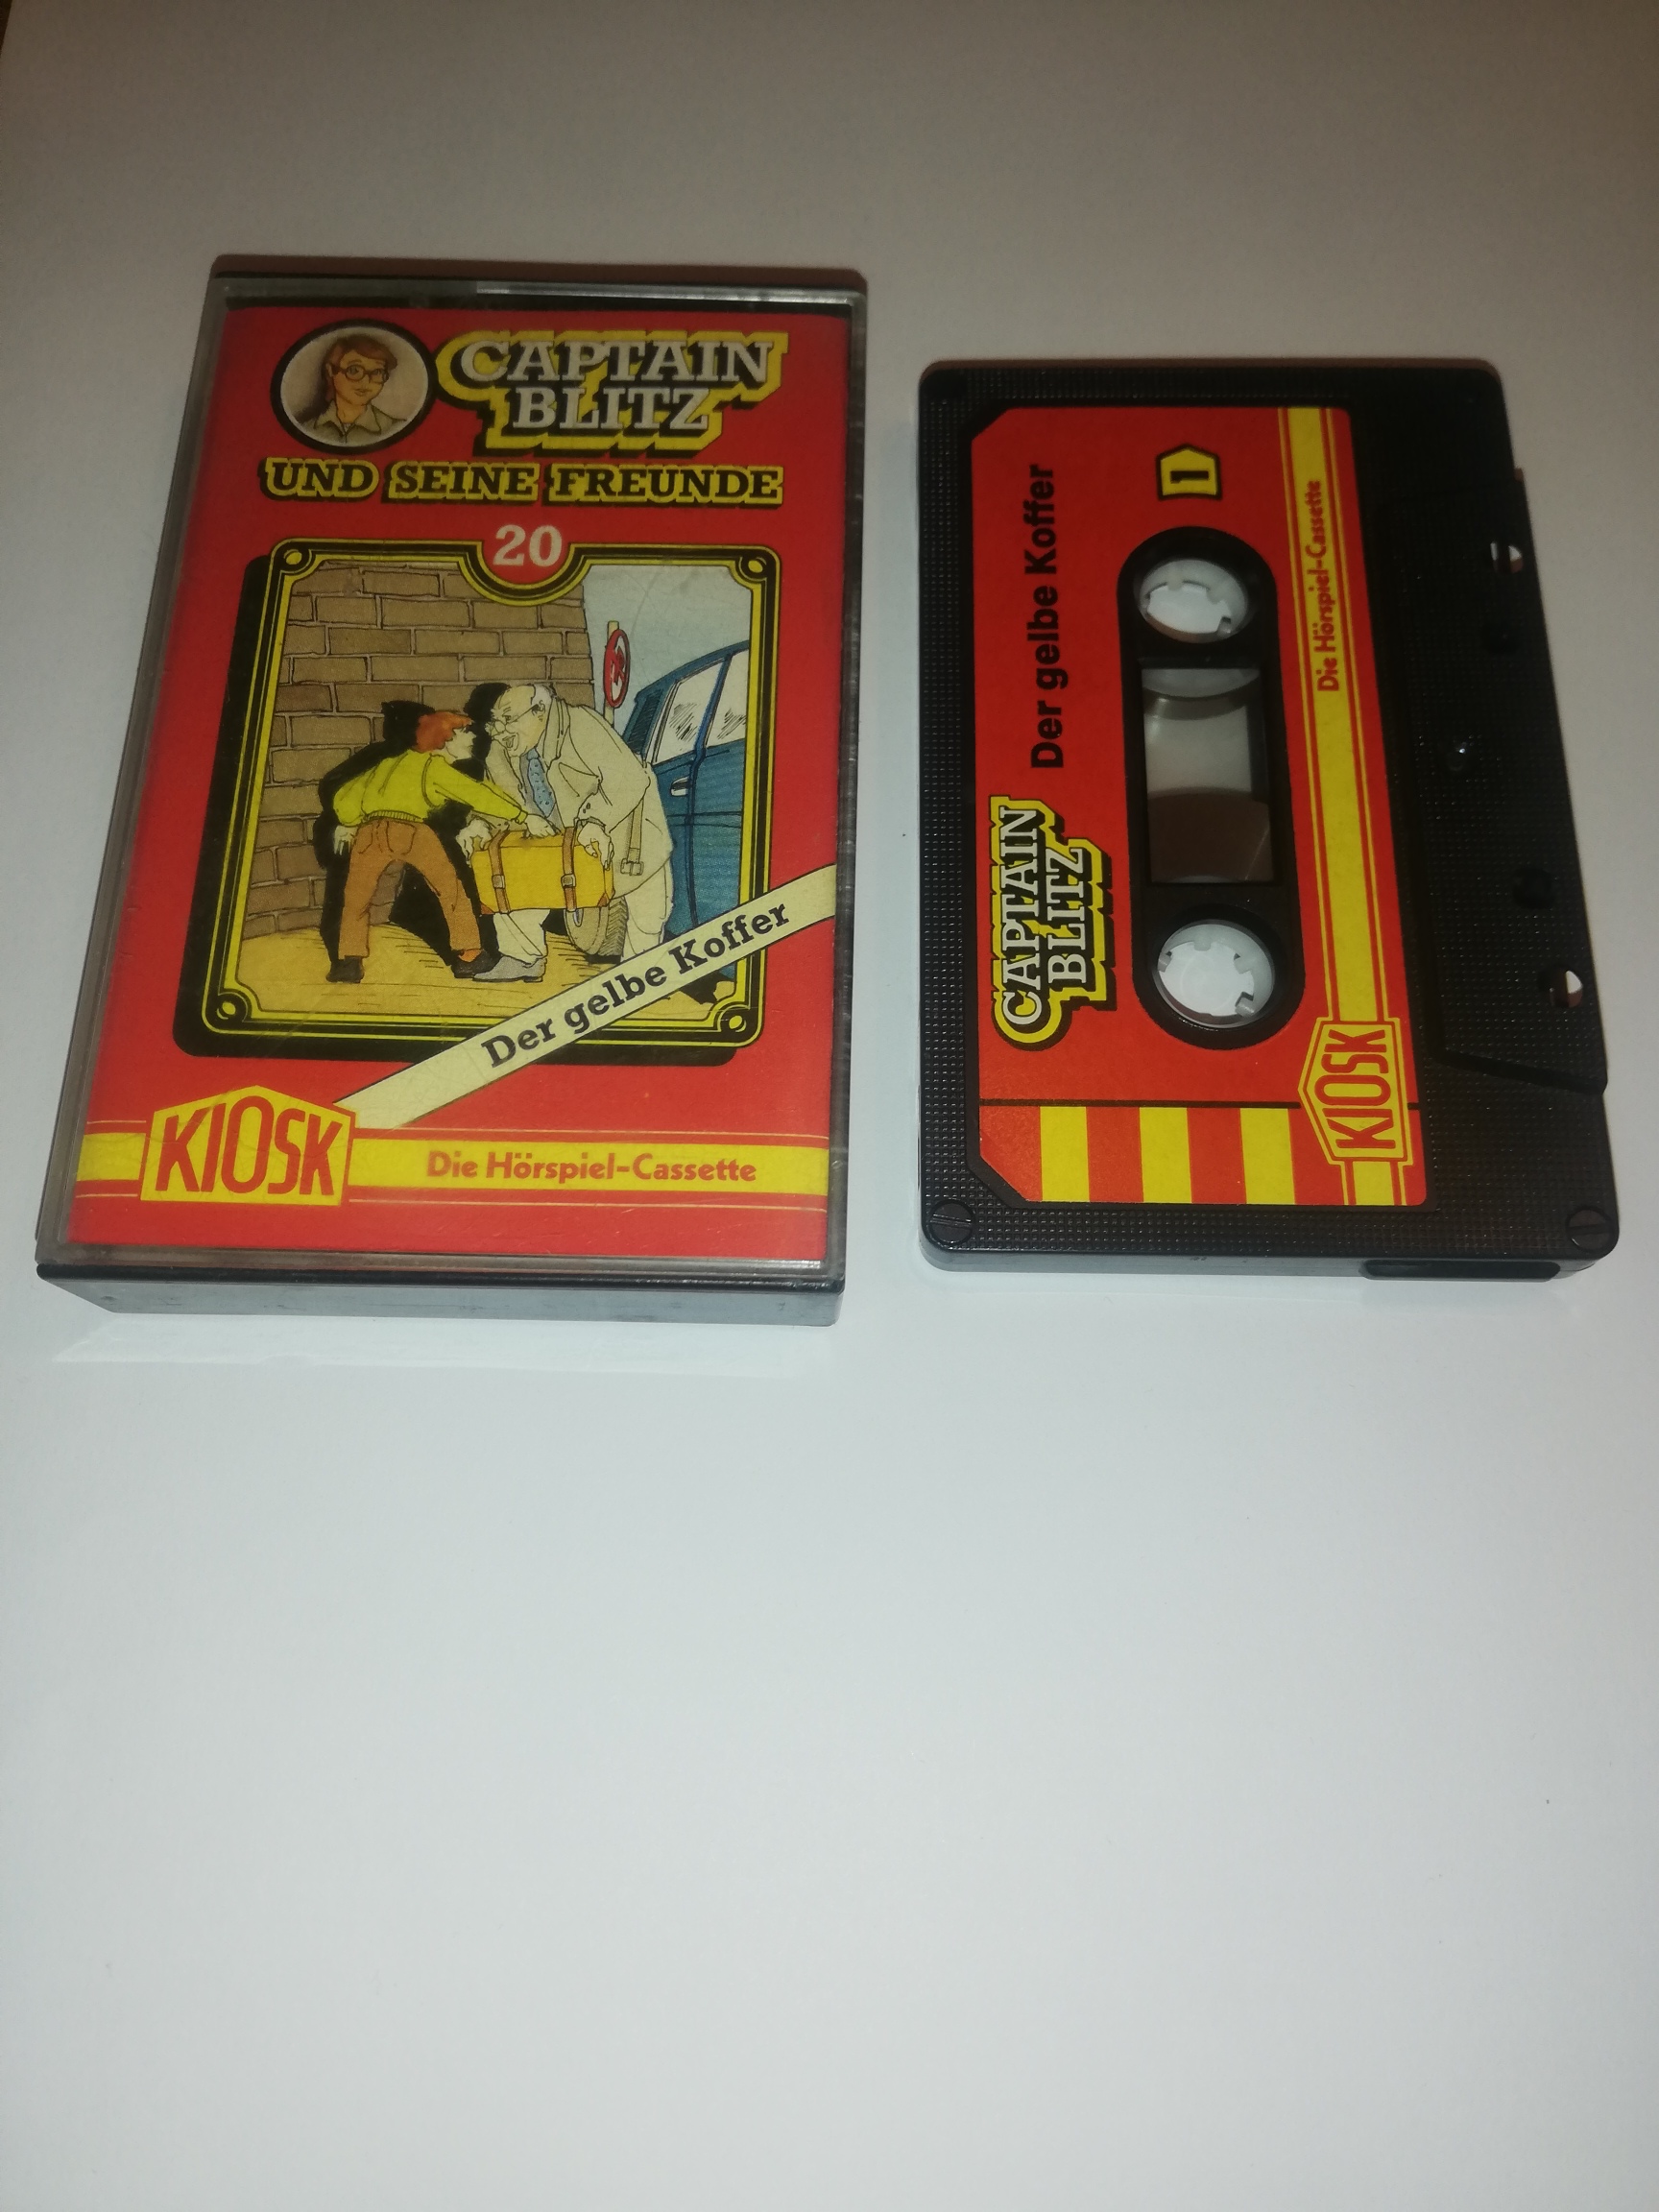 CAPTAIN
BLITZ
UND SEINE FREUNDE
20
Der gelbe Koffer
KIOSK
Die Hörspiel-Cassette
CAPTAIN
BLITZ
Der gelbe Koffer
1
KIOSK
Die Hörspiel-Cassette